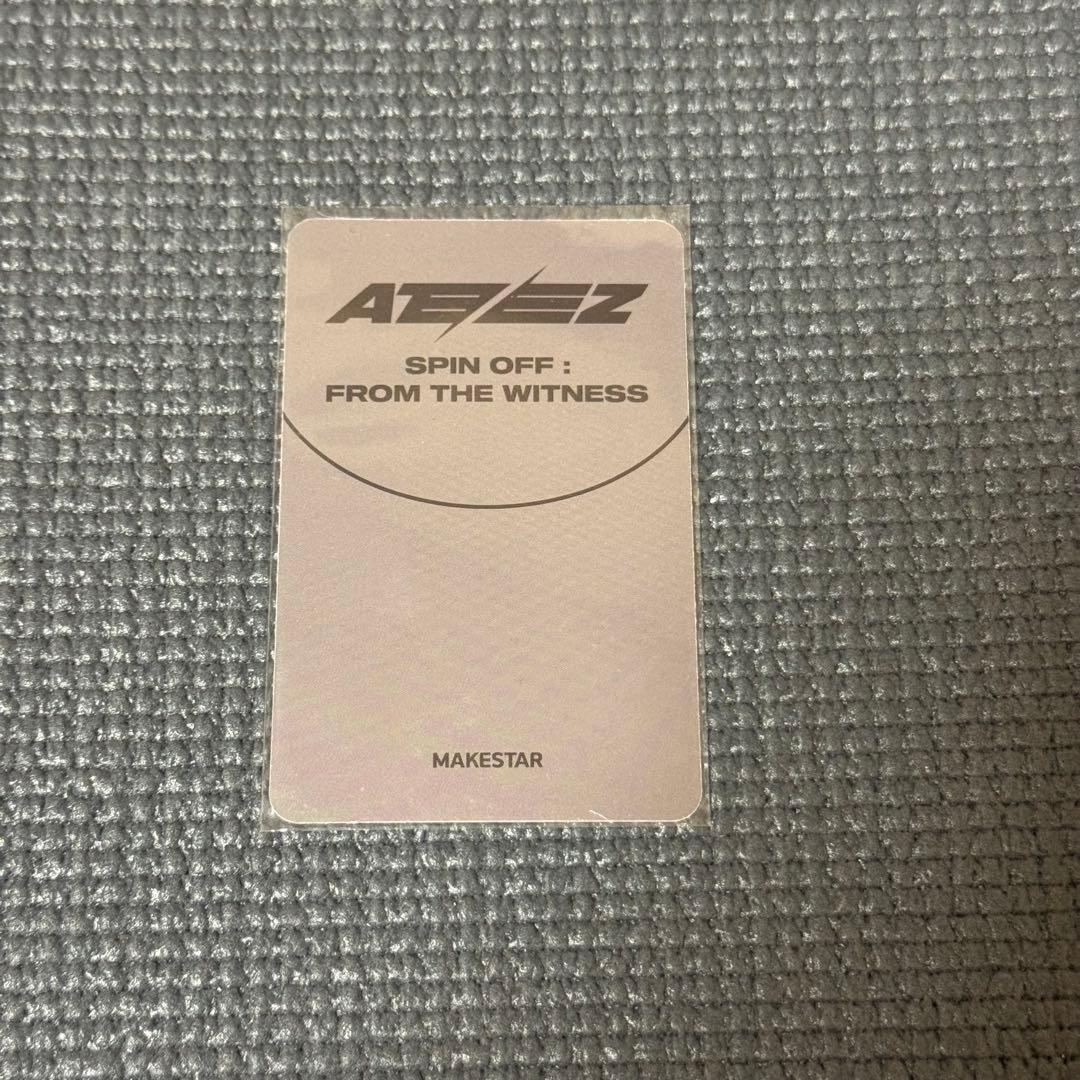 ATEEZ
SPIN OFF :
FROM THE WITNESS
MAKESTAR